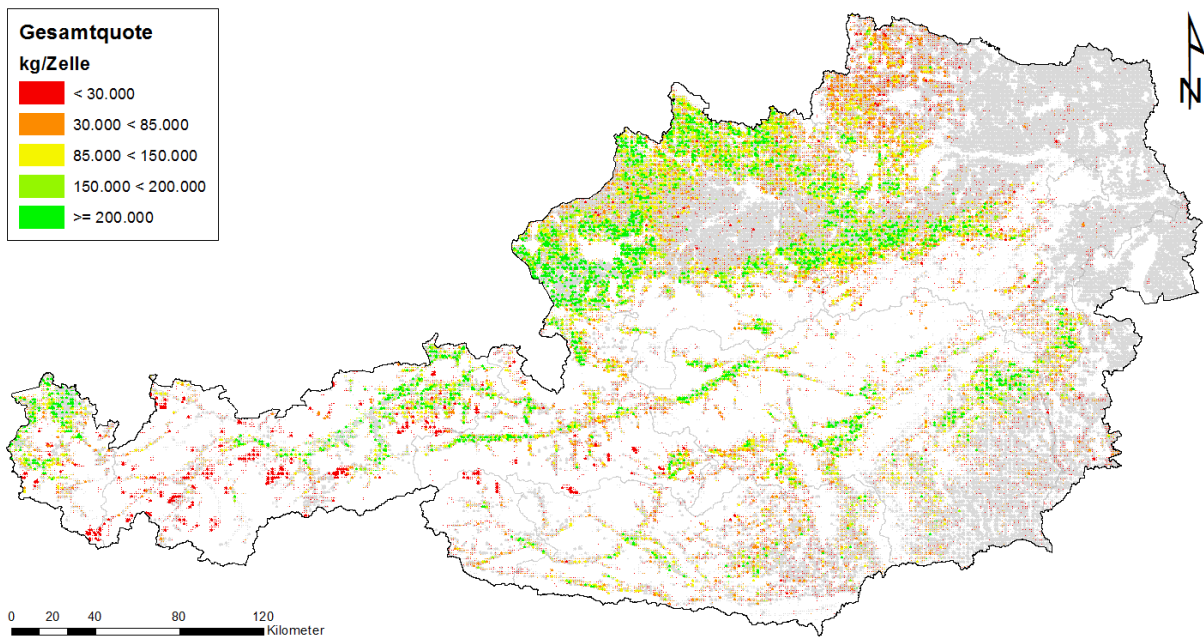 Gesamtquote
kg/Zelle
< 30.000
30.000 < 85.000
85.000 < 150.000
150.000 < 200.000
>= 200.000
N
0 20 40 80 120
Kilometer